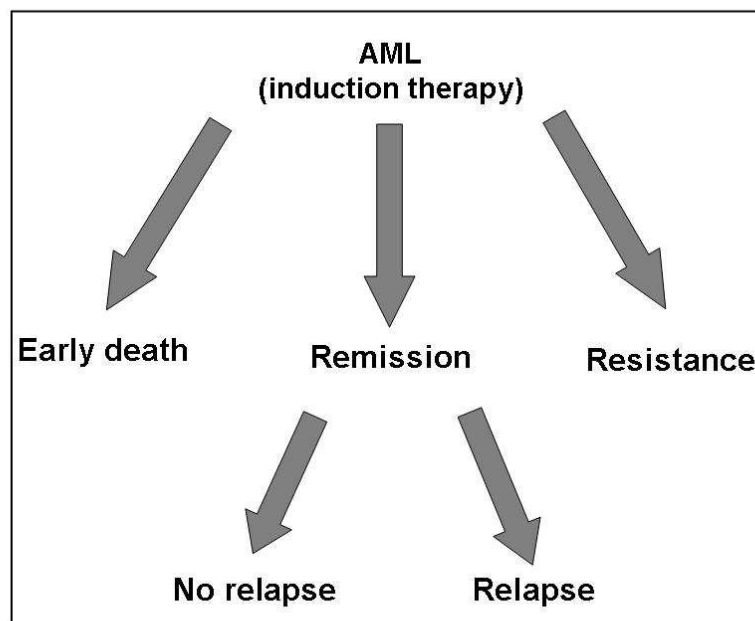 AML
(induction therapy)
Early death
Remission
Resistance
No relapse
Relapse